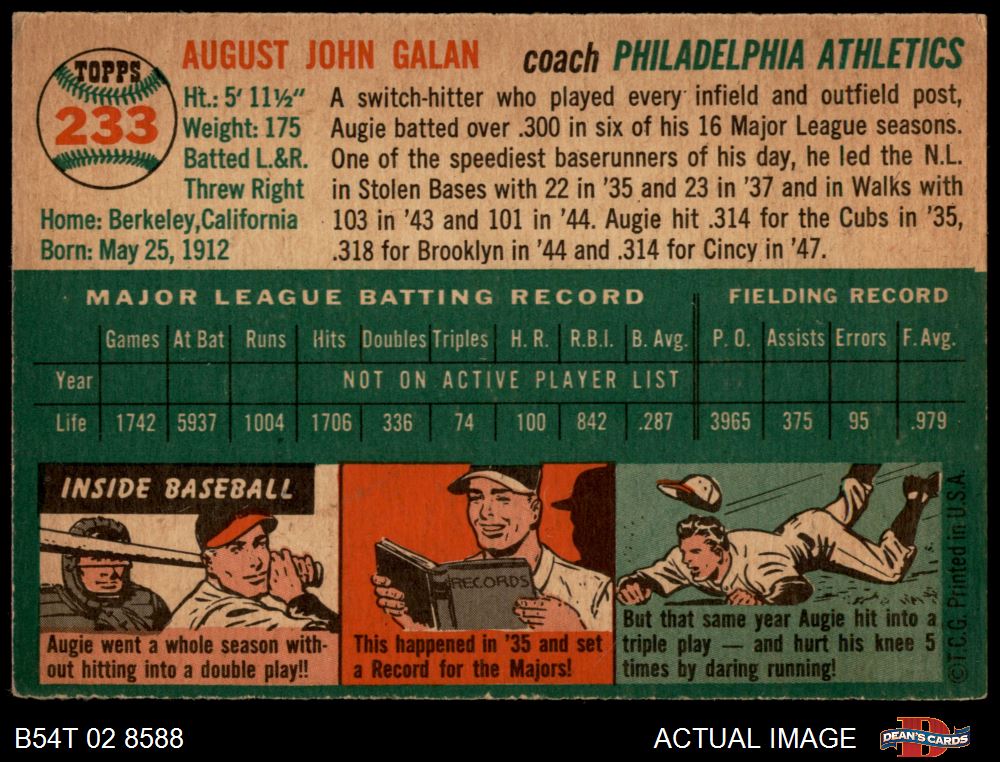 TOPPS
233
AUGUST JOHN GALAN
coach PHILADELPHIA ATHLETICS
Ht.: 5' 11½"
Weight: 175
Batted L.&R.
Threw Right
Home: Berkeley,California
Born: May 25, 1912
A switch-hitter who played every infield and outfield post,
Augie batted over .300 in six of his 16 Major League seasons.
One of the speediest baserunners of his day, he led the N.L.
in Stolen Bases with 22 in '35 and 23 in '37 and in Walks with
103 in '43 and 101 in '44. Augie hit .314 for the Cubs in '35,
.318 for Brooklyn in '44 and .314 for Cincy in '47.
MAJOR LEAGUE BATTING RECORD FIELDING RECORD
Games At Bat Runs Hits Doubles Triples H. R. R.B.I. B. Avg. P. O. Assists Errors F. Avg.
Year NOT ON ACTIVE PLAYER LIST
Life 1742 5937 1004 1706 336 74 100 842 .287 3965 375 95 .979
INSIDE BASEBALL
Augie went a whole season with-
out hitting into a double play!!
RECORDS
This happened in '35 and set
a Record for the Majors!
But that same year Augie hit into a
triple play — and hurt his knee 5
times by daring running!
©T.C.G. Printed in U.S.A.
B54T 02 8588
ACTUAL IMAGE
D
DEAN'S CARDS